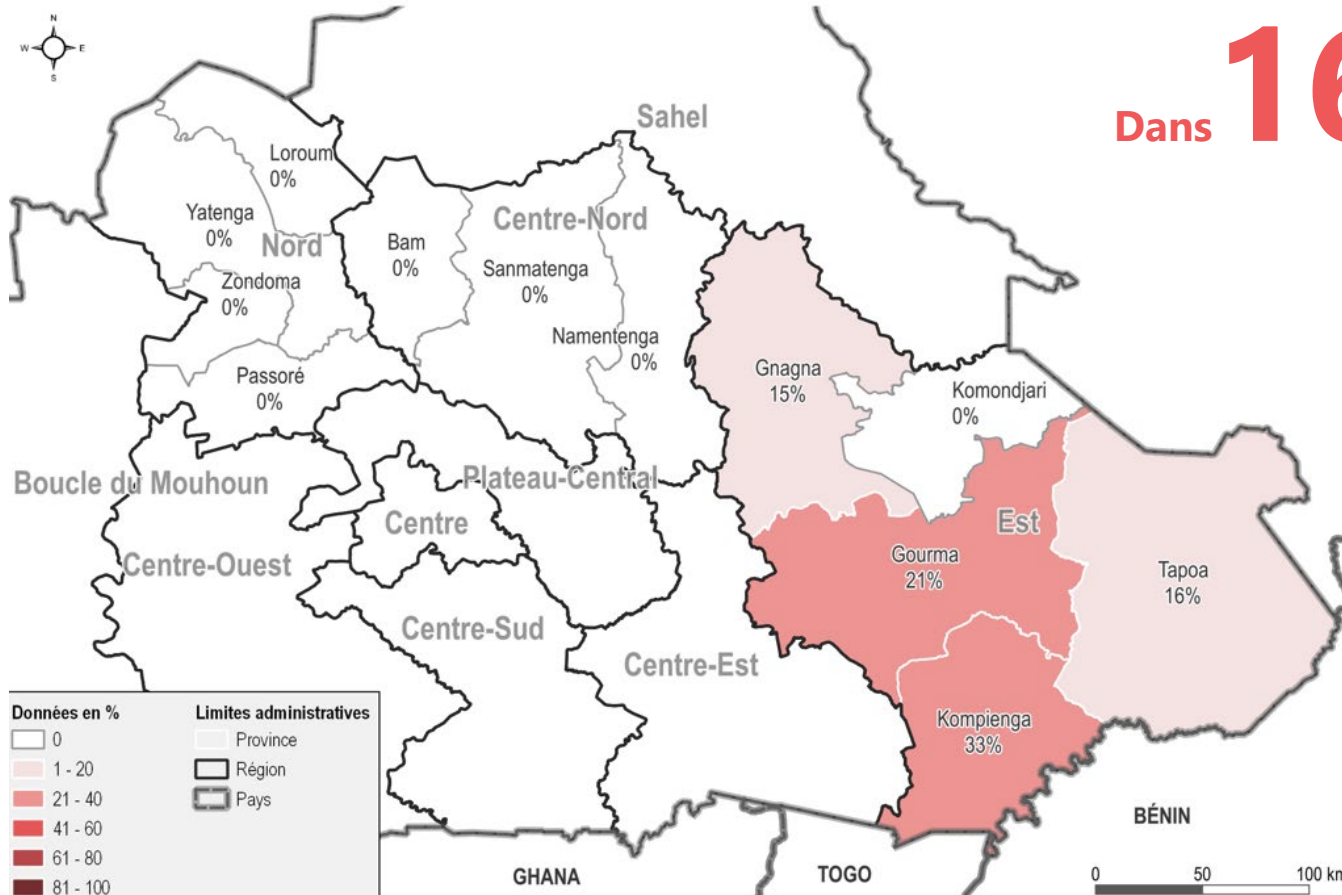 N
W E
S
Dans 16
Sahel
Loroum
0%
Yatenga
0%
Nord
Centre-Nord
Bam
0%
Sanmatenga
0%
Zondoma
0%
Namentenga
0%
Passoré
0%
Gnagna
15%
Komondjari
0%
Boucle du Mouhoun
Plateau-Central
Centre
Est
Gourma
21%
Tapoa
16%
Centre-Ouest
Centre-Sud
Centre-Est
Kompienga
33%
Données en %
0
1 - 20
21 - 40
41 - 60
61 - 80
81 - 100
Limites administratives
Province
Région
Pays
BÉNIN
GHANA
TOGO
0 50 100 km